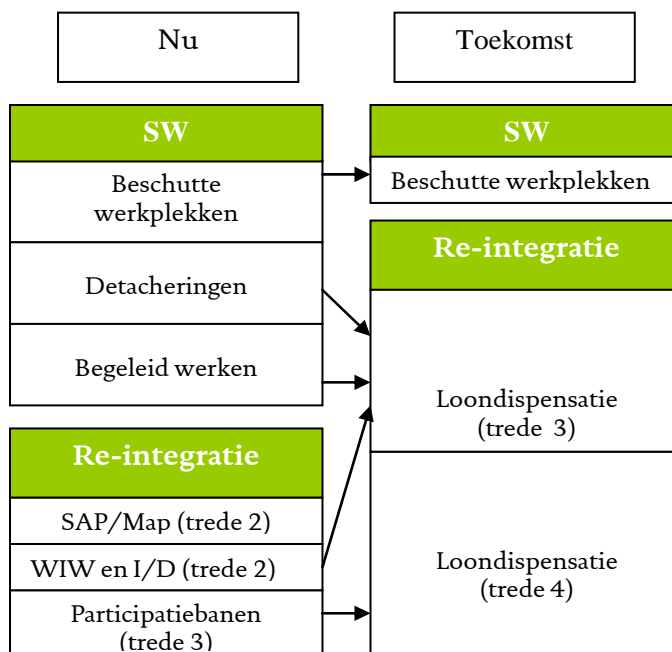 Nu
Toekomst
SW
Beschutte
werkplekken
Detacheringen
Begeleid werken
Re-integratie
SAP/Map (trede 2)
WIW en I/D (trede 2)
Participatiebanen
(trede 3)
SW
Beschutte werkplekken
Re-integratie
Loondispensatie
(trede 3)
Loondispensatie
(trede 4)